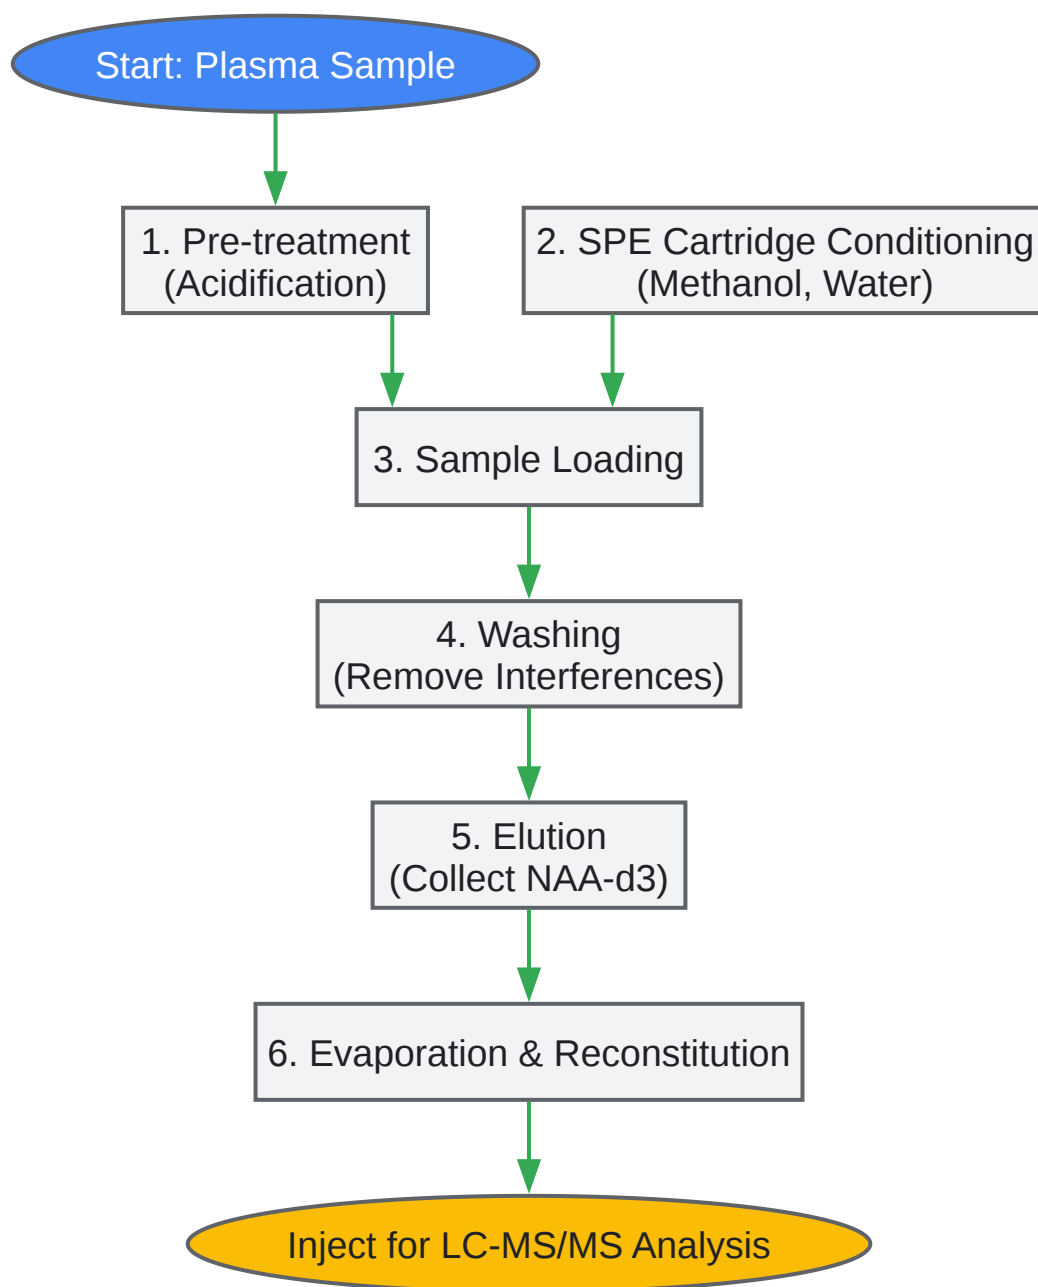 Start: Plasma Sample
1. Pre-treatment
(Acidification)
2. SPE Cartridge Conditioning
(Methanol, Water)
3. Sample Loading
4. Washing
(Remove Interferences)
5. Elution
(Collect NAA-d3)
6. Evaporation & Reconstitution
Inject for LC-MS/MS Analysis